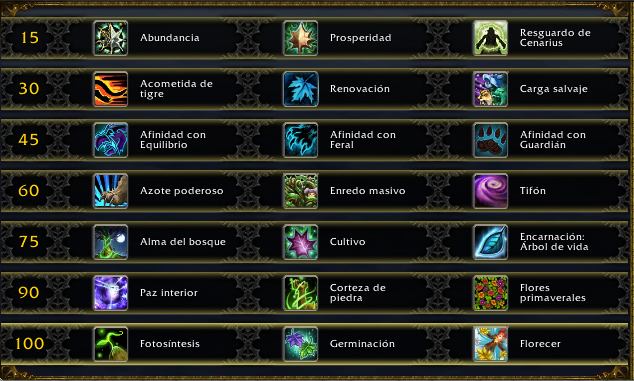 15 Abundancia Prosperidad Resguardo de
Cenarius
30 Acometida de
tigre Renovación Carga salvaje
45 Afinidad con
Equilibrio Afinidad con
Feral Afinidad con
Guardián
60 Azote poderoso Enredo masivo Tifón
75 Alma del bosque Cultivo Encarnación:
Árbol de vida
90 Paz interior Corteza de
piedra Flores
primaverales
100 Fotosíntesis Germinación Florecer